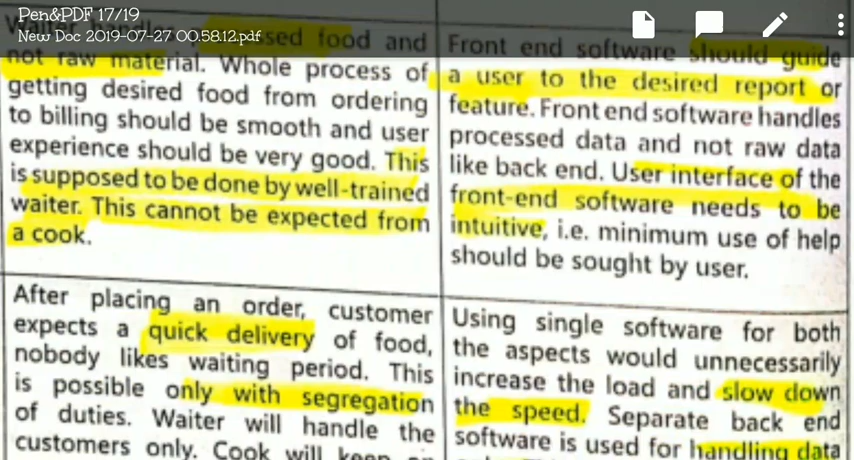 Pen&PDF 17/19
New Doc 2019-07-27 00.58.12.pdf
food and
not raw material. Whole process of
getting desired food from ordering
to billing should be smooth and user
experience should be very good. This
is supposed to be done by well-trained
waiter. This cannot be expected from
a cook.
Front end software should guide
a user to the desired report or
feature. Front end software handles
processed data and not raw data
like back end. User interface of the
front-end software needs to be
intuitive, i.e. minimum use of help
should be sought by user.
After placing an order, customer
expects a quick delivery of food,
nobody likes waiting period. This
is possible only with segregation
of duties. Waiter will handle the
customers only. Cook will
Using single software for both
the aspects would unnecessarily
increase the load and slow down
the speed. Separate back end
software is used for handling data